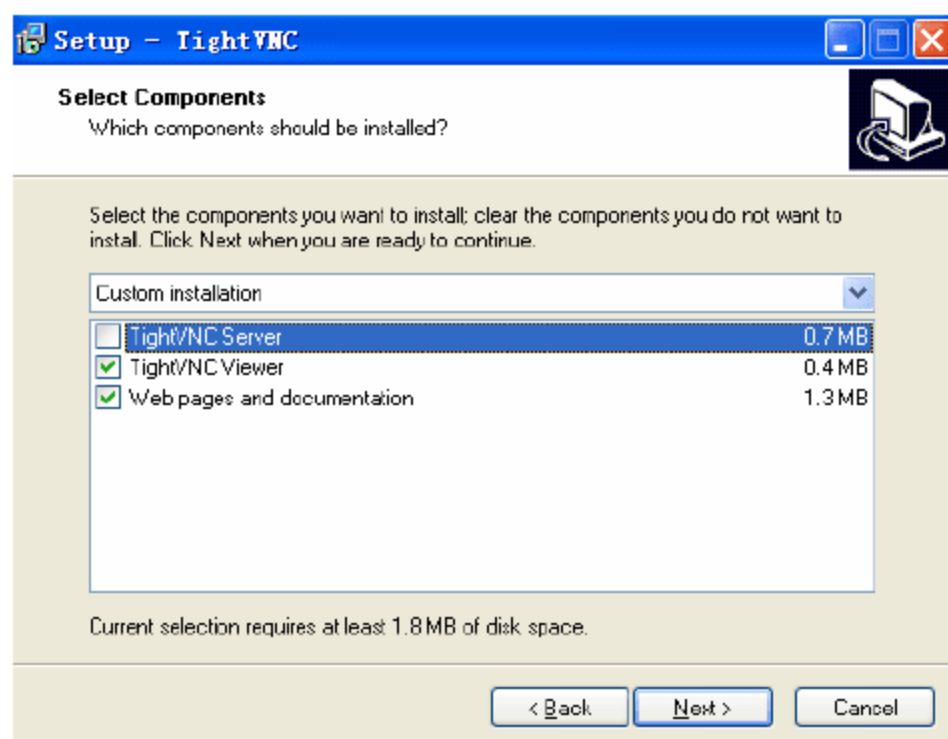 Setup - TightVNC
Select Components
Which components should be installed?
Select the components you want to install; clear the components you do not want to
install. Click Next when you are ready to continue.
Custom installation
TightVNC Server 0.7 MB
TightVNC Viewer 0.4 MB
Web pages and documentation 1.3 MB
Current selection requires at least 1.8 MB of disk space.
< Back Next > Cancel